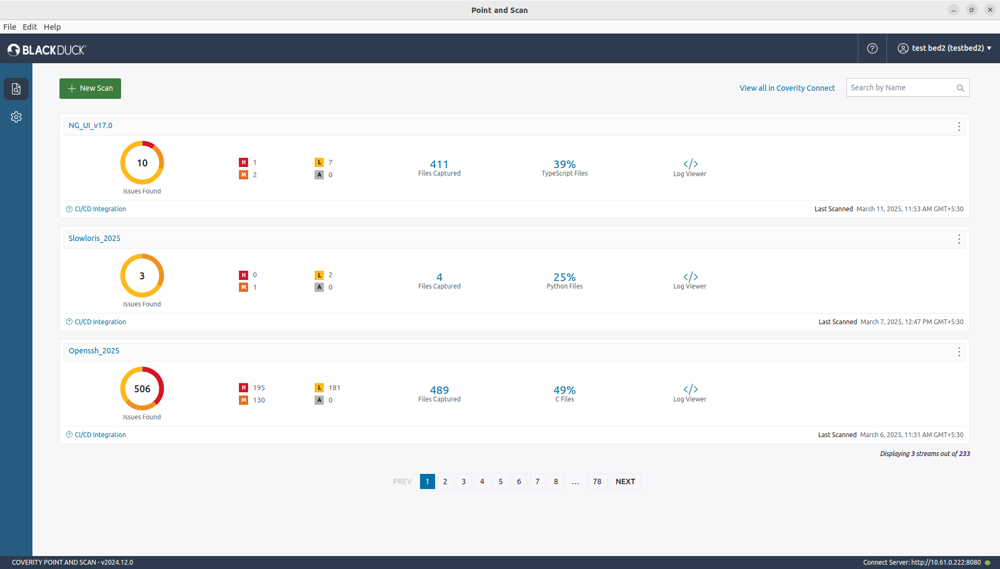 Point and Scan
File Edit Help
BLACKDUCK
test bed2 (testbed2)
New Scan
View all in Coverity Connect
Search by Name
NG_UI_v17.0
10
Issues Found
H 1
M 2
L 7
A 0
411
Files Captured
39%
TypeScript Files
</>
Log Viewer
CI/CD Integration
Last Scanned March 11, 2025, 11:53 AM GMT+5:30
Slowloris_2025
3
Issues Found
H 0
M 1
L 2
A 0
4
Files Captured
25%
Python Files
</>
Log Viewer
CI/CD Integration
Last Scanned March 7, 2025, 12:47 PM GMT+5:30
Openssh_2025
506
Issues Found
H 195
M 130
L 181
A 0
489
Files Captured
49%
C Files
</>
Log Viewer
CI/CD Integration
Last Scanned March 6, 2025, 11:31 AM GMT+5:30
Displaying 3 streams out of 233
PREV 1 2 3 4 5 6 7 8 ... 78 NEXT
COVERITY POINT AND SCAN - v2024.12.0
Connect Server: http://10.61.0.222:8080